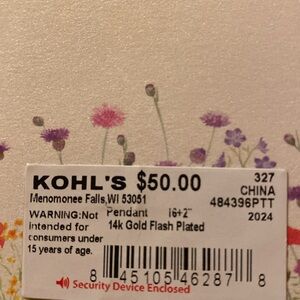 KOHL'S $50.00
327
Menomonee Falls,WI 53051
CHINA
484396PTT
WARNING:Not
intended for
consumers under
15 years of age.
Pendant 16+2"
14k Gold Flash Plated
2024
8 45105 46287 8
Security Device Enclosed